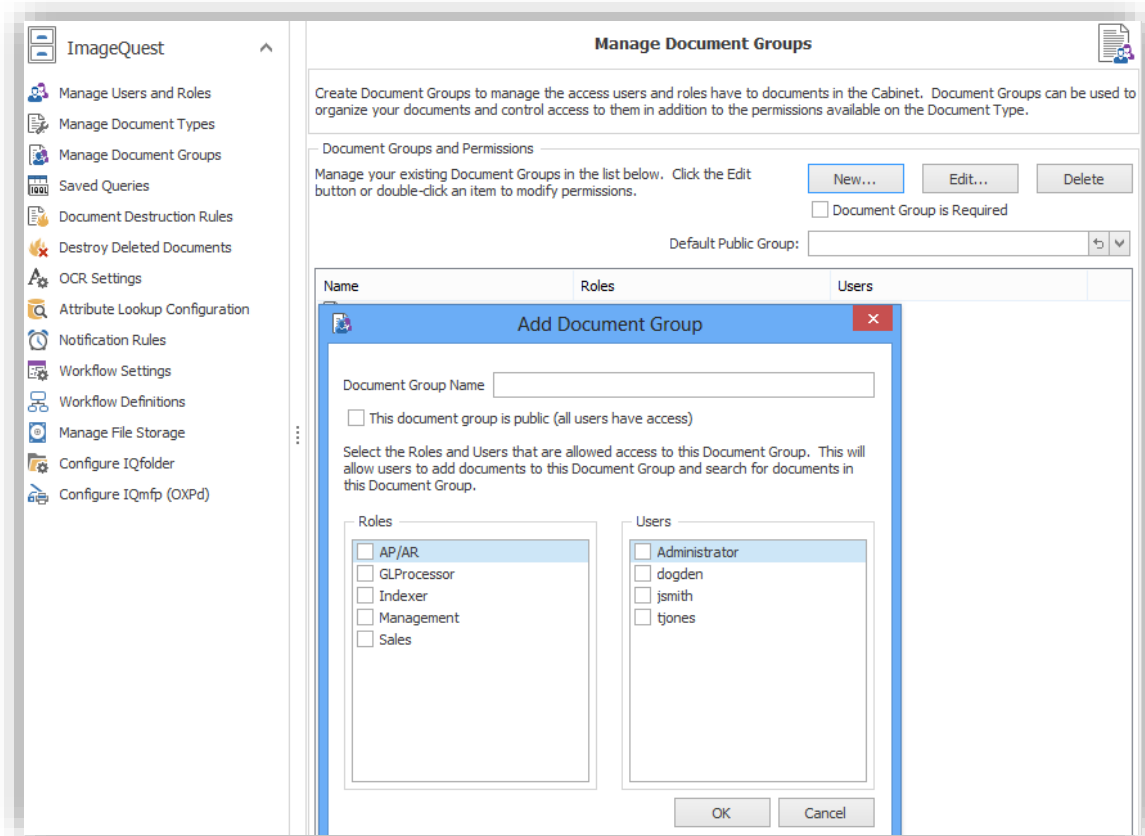 ImageQuest
Manage Users and Roles
Manage Document Types
Manage Document Groups
Saved Queries
Document Destruction Rules
Destroy Deleted Documents
OCR Settings
Attribute Lookup Configuration
Notification Rules
Workflow Settings
Workflow Definitions
Manage File Storage
Configure IQfolder
Configure IQmfp (OXPd)
Manage Document Groups
Create Document Groups to manage the access users and roles have to documents in the Cabinet. Document Groups can be used to
organize your documents and control access to them in addition to the permissions available on the Document Type.
Document Groups and Permissions
Manage your existing Document Groups in the list below. Click the Edit
button or double-click an item to modify permissions.
New... Edit... Delete
Document Group is Required
Default Public Group:
Name Roles Users
Add Document Group
Document Group Name
This document group is public (all users have access)
Select the Roles and Users that are allowed access to this Document Group. This will
allow users to add documents to this Document Group and search for documents in
this Document Group.
Roles
AP/AR
GLProcessor
Indexer
Management
Sales
Users
Administrator
dogden
jsmith
tjones
OK Cancel